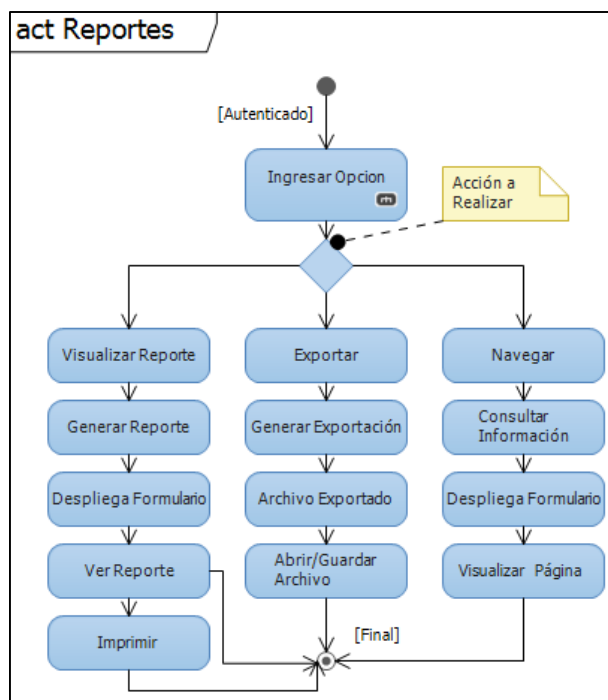 act Reportes
[Autenticado]
Ingresar Opcion
Acción a
Realizar
Visualizar Reporte
Exportar
Navegar
Generar Reporte
Generar Exportación
Consultar
Información
Despliega Formulario
Archivo Exportado
Despliega Formulario
Ver Reporte
Abrir/Guardar
Archivo
Visualizar Página
Imprimir
[Final]